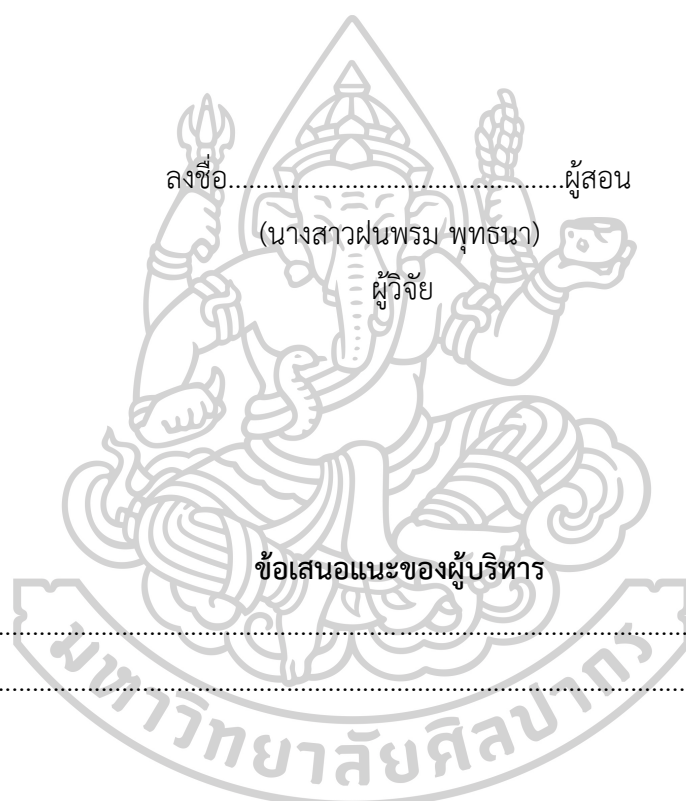 ลงชื่อ....................................................ผู้สอน
(นางสาวฝนพรม พุทธนา)
ผู้วิจัย
ข้อเสนอแนะของผู้บริหาร
..........................................................................................................
..........................................................................................................
มหาวิทยาลัยศิลปากร